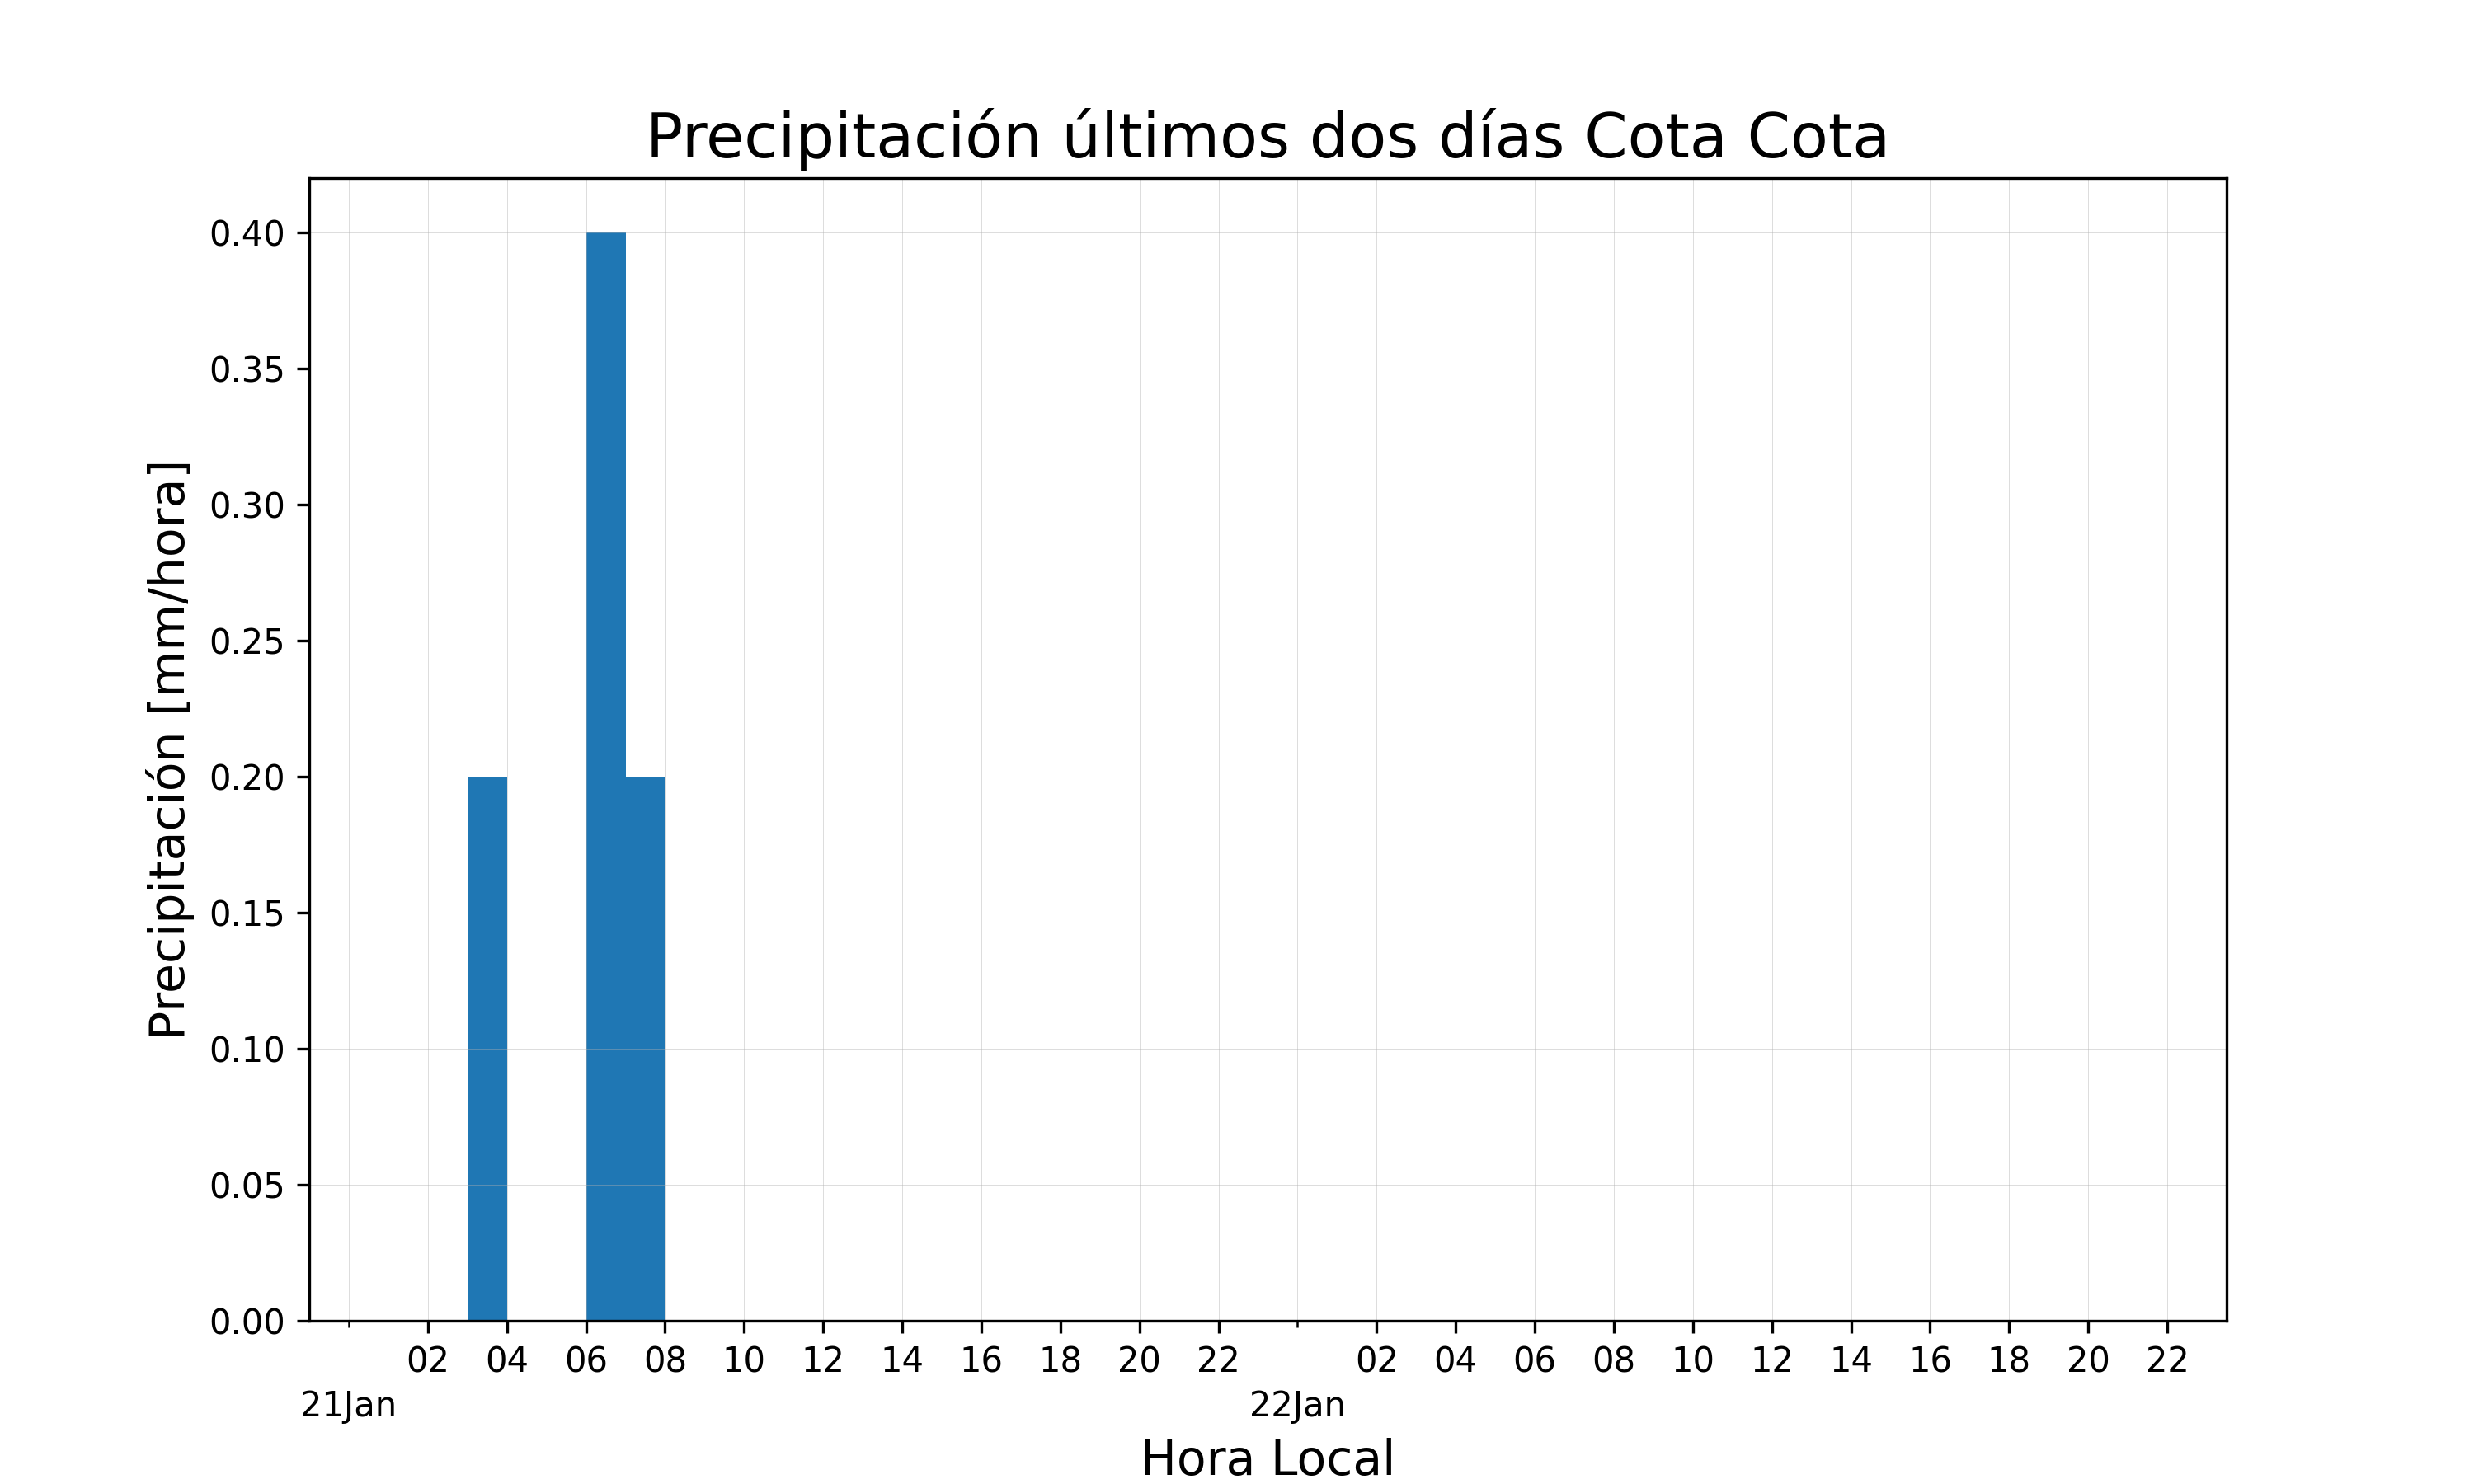 Precipitación últimos dos días Cota Cota
Precipitación [mm/hora]
0.40
0.35
0.30
0.25
0.20
0.15
0.10
0.05
0.00
02 04 06 08 10 12 14 16 18 20 22 02 04 06 08 10 12 14 16 18 20 22
21Jan 22Jan
Hora Local